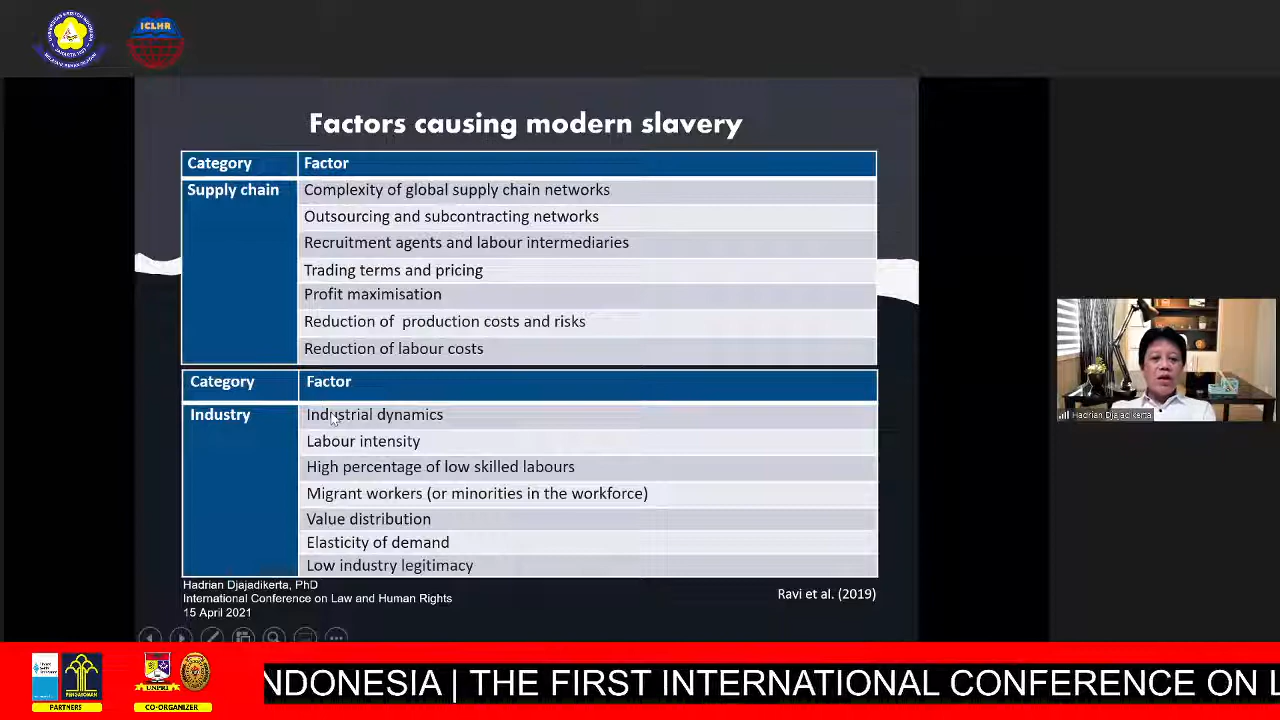 ICLHR
Factors causing modern slavery
Category Factor
Supply chain Complexity of global supply chain networks
Outsourcing and subcontracting networks
Recruitment agents and labour intermediaries
Trading terms and pricing
Profit maximisation
Reduction of production costs and risks
Reduction of labour costs
Category Factor
Industry Industrial dynamics
Labour intensity
High percentage of low skilled labours
Migrant workers (or minorities in the workforce)
Value distribution
Elasticity of demand
Low industry legitimacy
Hadrian Djajadikerta, PhD
International Conference on Law and Human Rights
15 April 2021
Ravi et al. (2019)
Hadrian Djajadikerta
PENGAYOMAN
UNPRI
PARTNERS
CO-ORGANIZER
NDONESIA | THE FIRST INTERNATIONAL CONFERENCE ON L